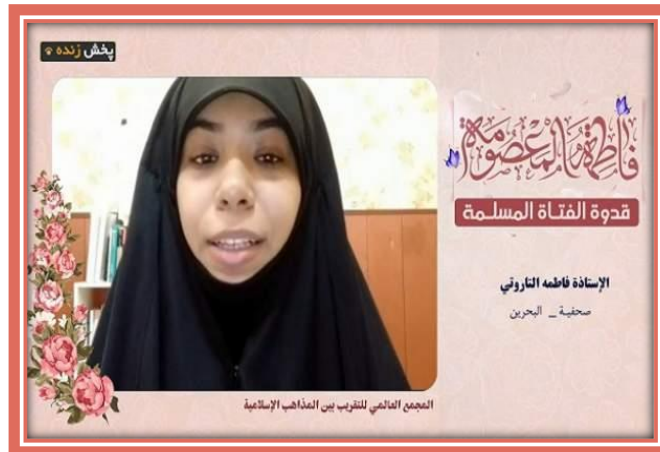 پخش زنده
فاطمة المعصومة
قدوة الفتاة المسلمة
الإستاذة فاطمه التاروتي
صحفية _ البحرين
المجمع العالمي للتقريب بين المذاهب الإسلامية